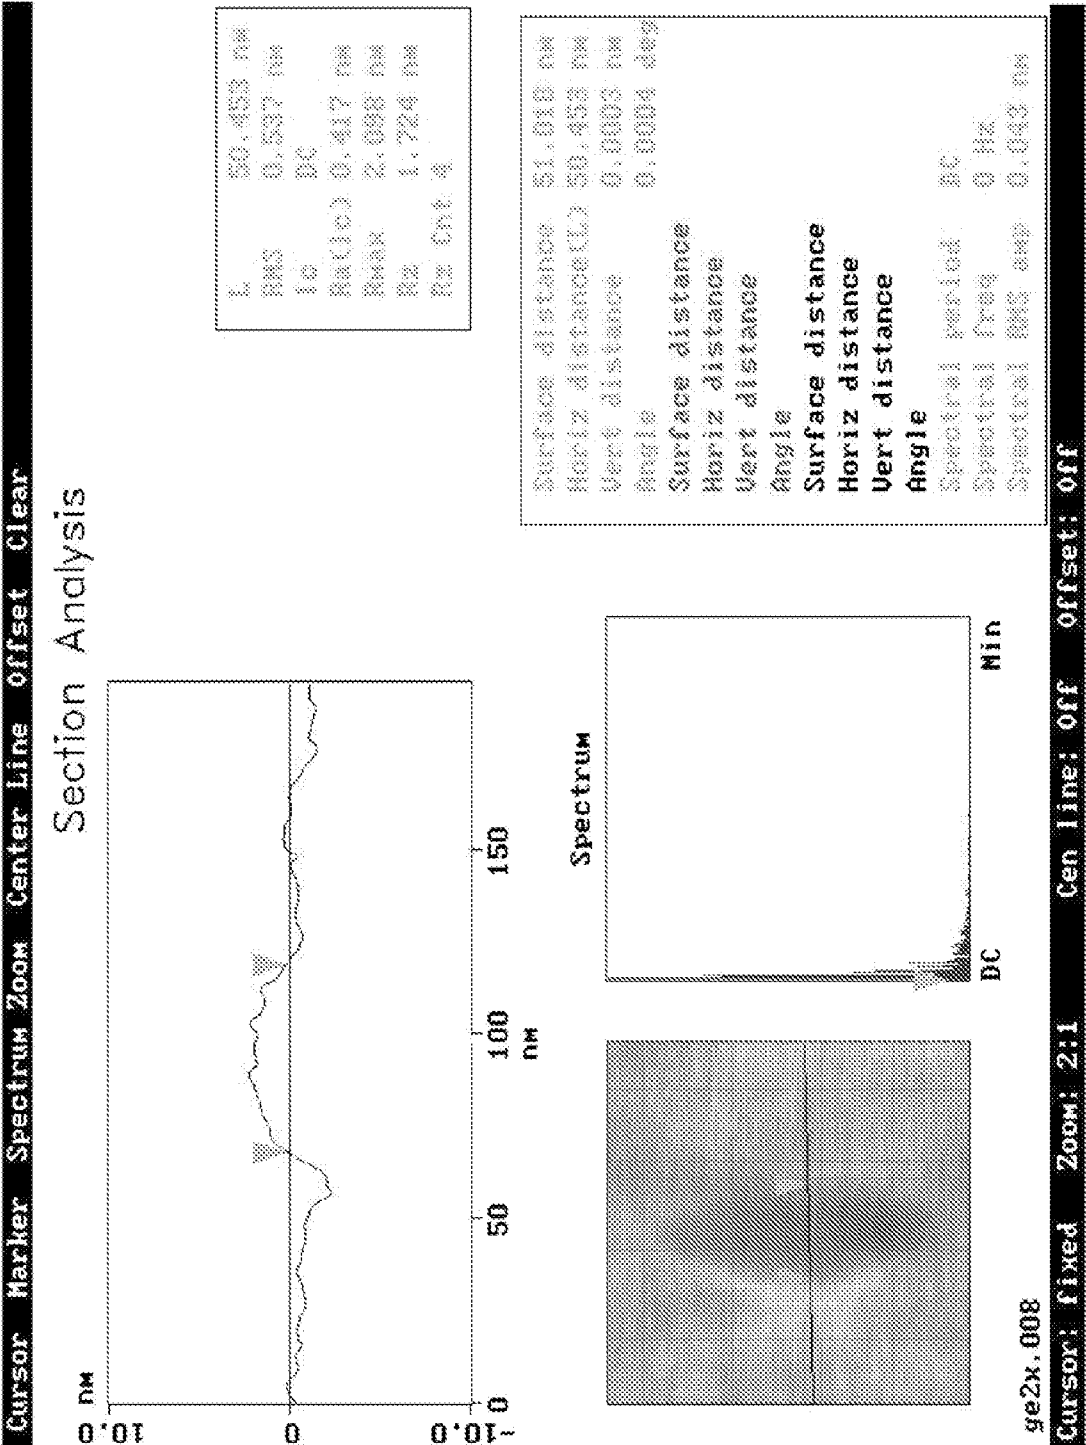 Cursor Marker Spectrum Zoom Center Line Offset Clear
Section Analysis
nm
10.0
0
-10.0
0
50
100
150
nm
L 50.453 nm
RMS 0.537 nm
lc DC
Ra(lc) 0.417 nm
Rmax 2.098 nm
Rz 1.724 nm
Rz Cnt 4
Spectrum
DC
Min
Surface distance 51.010 nm
Horiz distance(L) 50.453 nm
Vert distance 0.0003 nm
Angle 0.0004 deg
Surface distance
Horiz distance
Vert distance
Angle
Surface distance
Horiz distance
Vert distance
Angle
Spectral period DC
Spectral freq 0 Hz
Spectral RMS amp 0.043 nm
ge2x.008
Cursor: fixed Zoom: 2:1 Cen line: Off Offset: Off